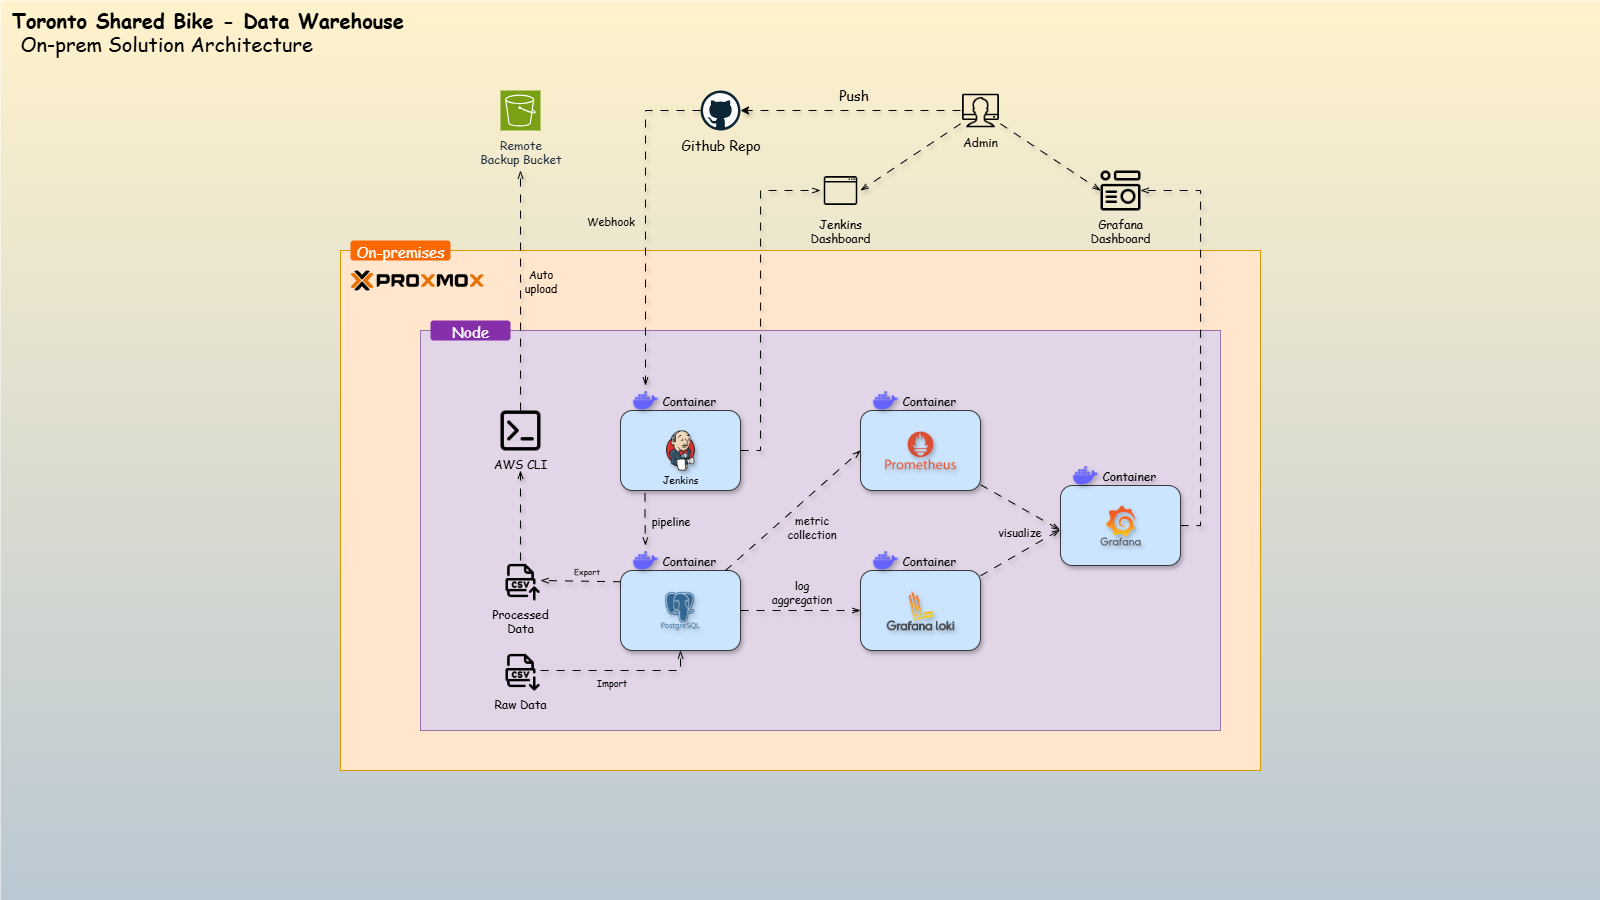 Toronto Shared Bike - Data Warehouse
On-prem Solution Architecture
Push
Remote
Backup Bucket
Github Repo
Admin
Webhook
Jenkins
Dashboard
Grafana
Dashboard
On-premises
PROXMOX
Auto
upload
Node
Container
Jenkins
Container
Prometheus
AWS CLI
Container
Grafana
pipeline
metric
collection
visualize
Container
Container
CSV
Export
PostgreSQL
log
aggregation
Grafana loki
Processed
Data
CSV
Import
Raw Data